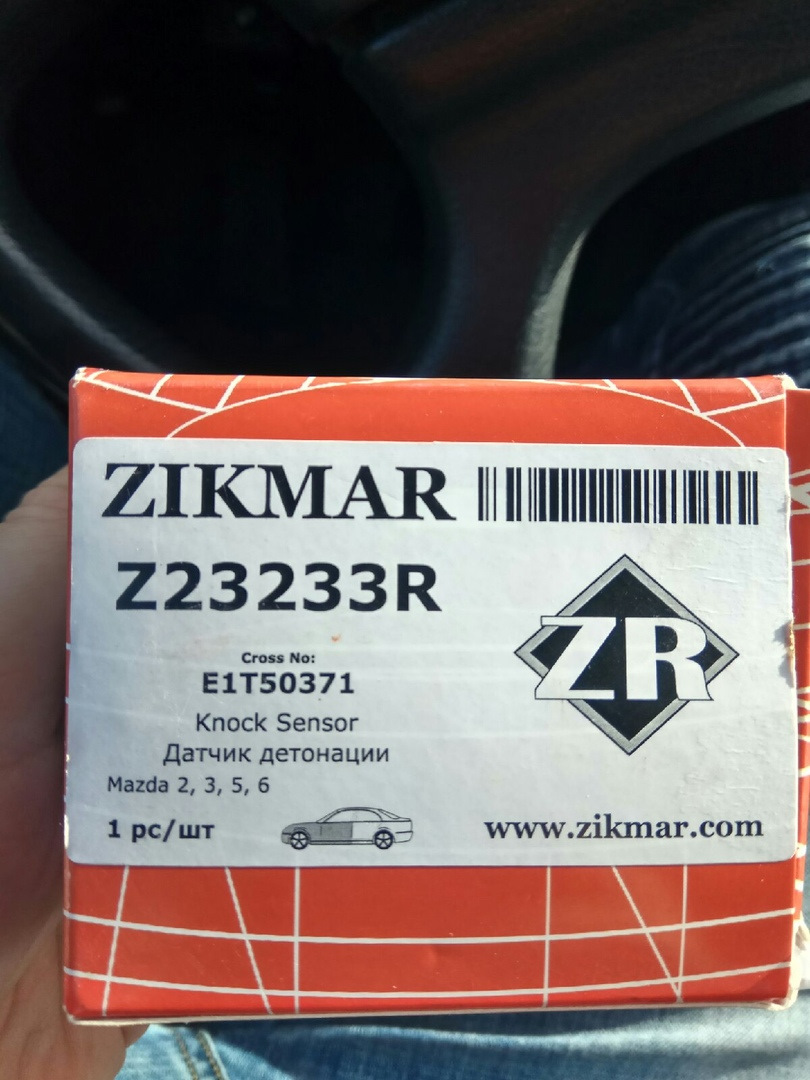 ZIKMAR
Z23233R
ZR
Cross No:
E1T50371
Knock Sensor
Датчик детонации
Mazda 2, 3, 5, 6
1 pc/шт
www.zikmar.com